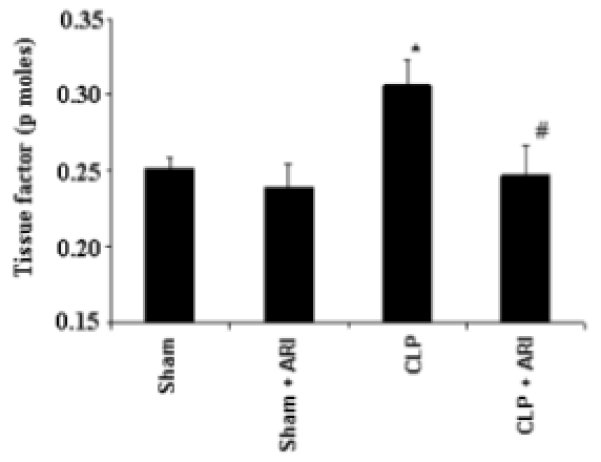 Tissue factor (p moles)
0.35
0.30
0.25
0.20
0.15
*
#
Sham
Sham + ARI
CLP
CLP + ARI